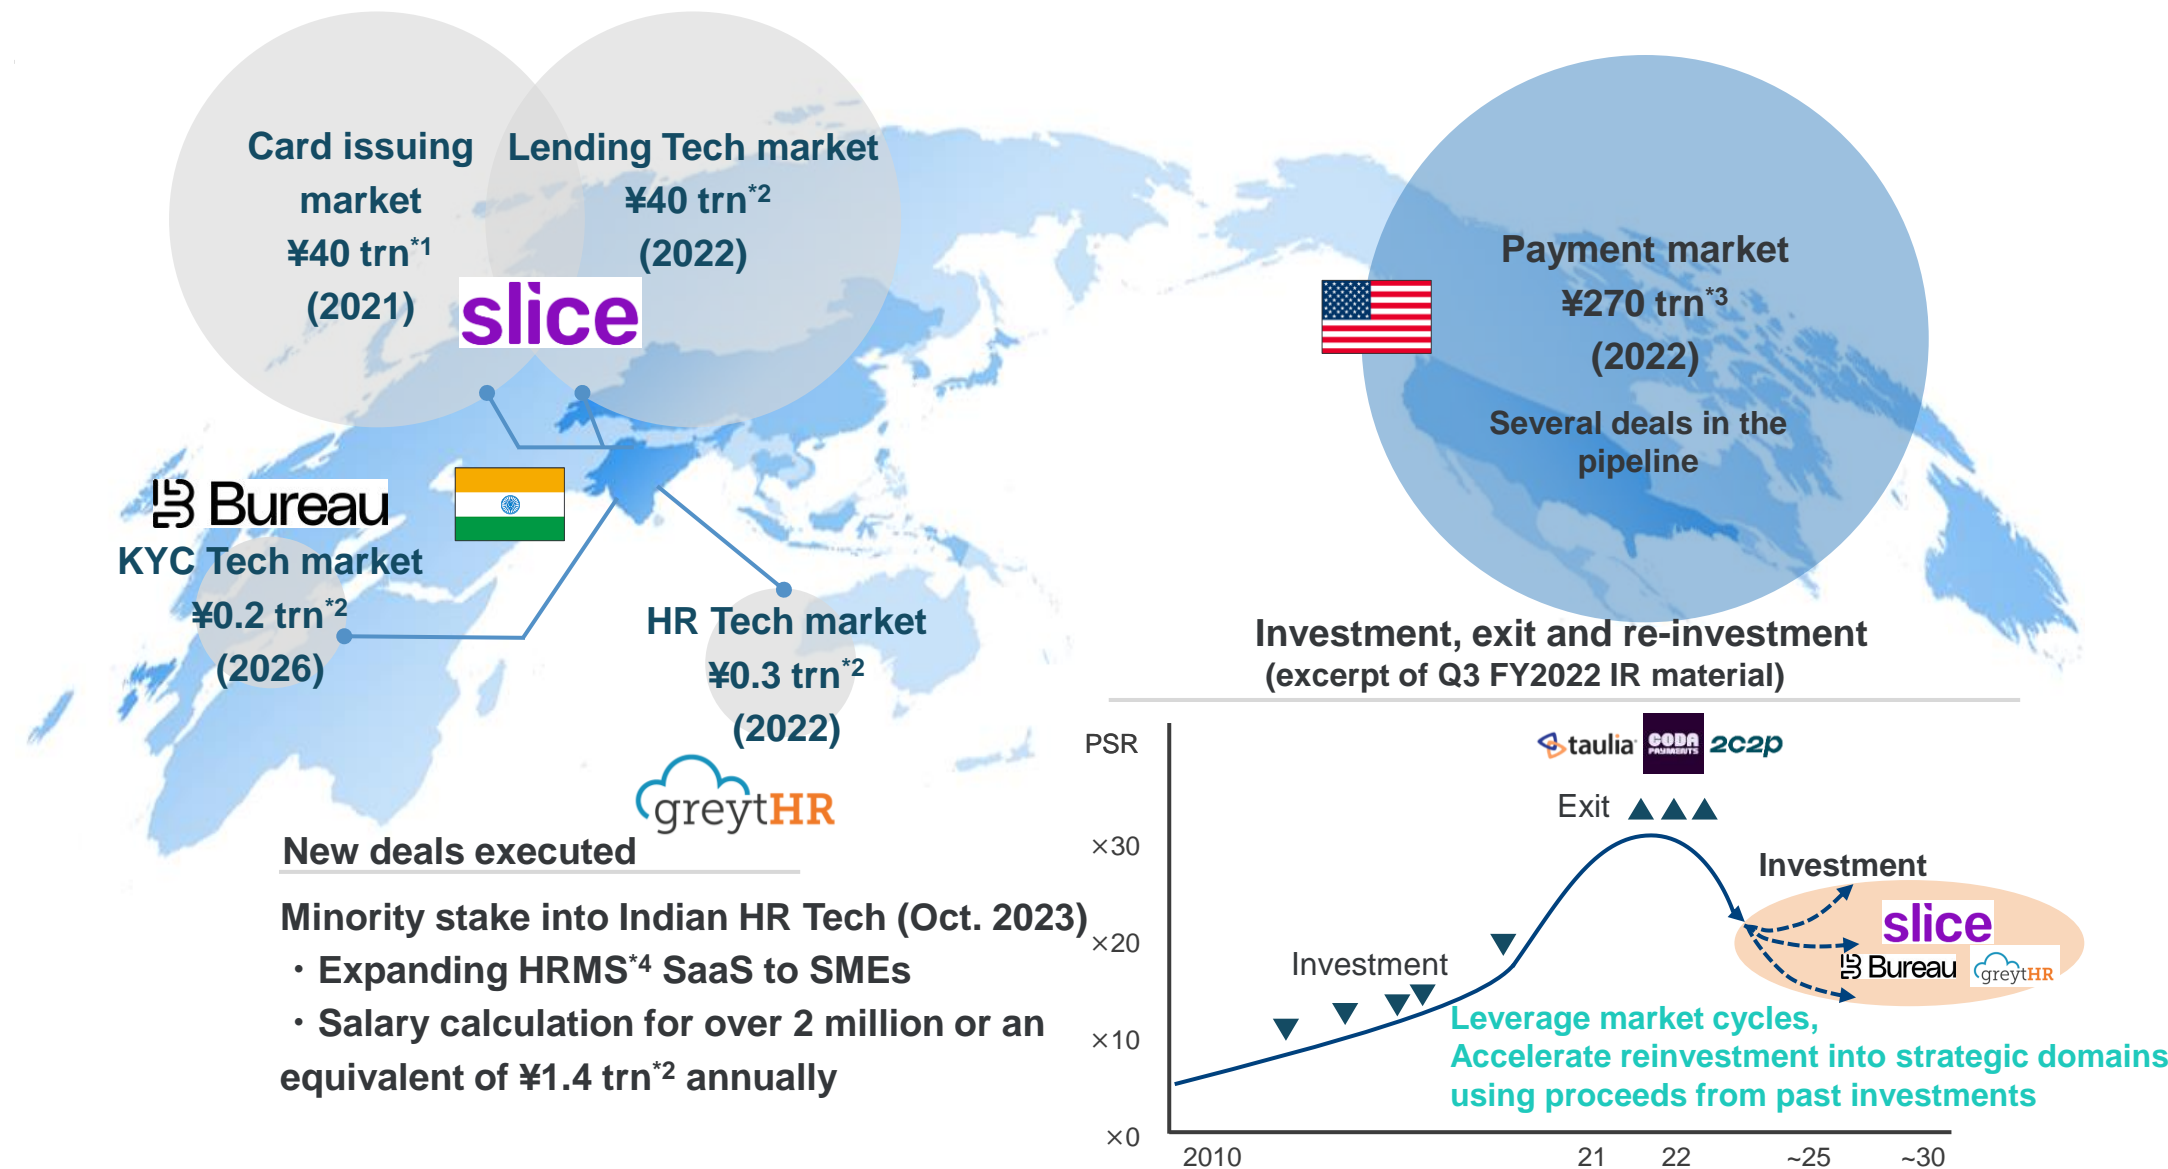 Card issuing
market
¥40 trn*1
(2021)
Lending Tech market
¥40 trn*2
(2022)
slice
Bureau
KYC Tech market
¥0.2 trn*2
(2026)
HR Tech market
¥0.3 trn*2
(2022)
greytHR
Payment market
¥270 trn*3
(2022)
Several deals in the
pipeline
New deals executed
Minority stake into Indian HR Tech (Oct. 2023)
・Expanding HRMS*4 SaaS to SMEs
・Salary calculation for over 2 million or an
equivalent of ¥1.4 trn*2 annually
Investment, exit and re-investment
(excerpt of Q3 FY2022 IR material)
PSR
×30
×20
×10
×0
taulia CODA PAYMENTS 2c2p
Exit
Investment
Investment
slice
Bureau greytHR
Leverage market cycles,
Accelerate reinvestment into strategic domains
using proceeds from past investments
2010 21 22 ~25 ~30